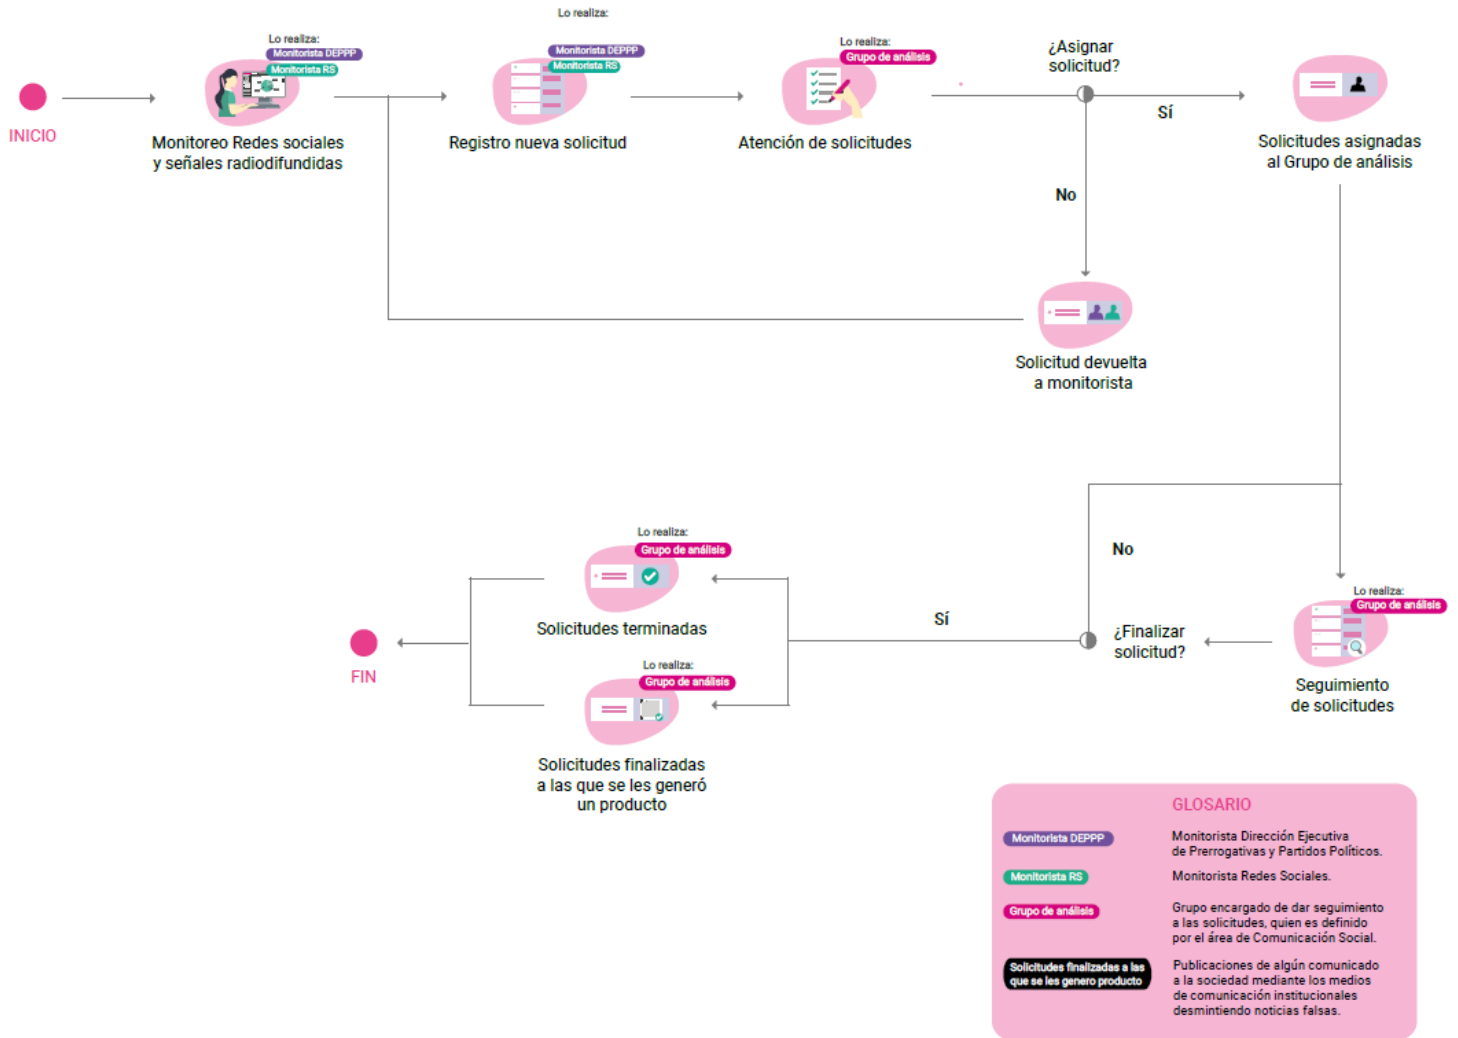 Lo realiza:
Lo realiza:
Monitorista DEPPP
Monitorista RS
Monitorista DEPPP
Monitorista RS
Lo realiza:
Grupo de análisis
¿Asignar
solicitud?
Sí
INICIO
Monitoreo Redes sociales
y señales radiodifundidas
Registro nueva solicitud
Atención de solicitudes
Solicitudes asignadas
al Grupo de análisis
No
Solicitud devuelta
a monitorista
Lo realiza:
Grupo de análisis
Solicitudes terminadas
No
Lo realiza:
Grupo de análisis
Sí
¿Finalizar
solicitud?
FIN
Lo realiza:
Grupo de análisis
Seguimiento
de solicitudes
Solicitudes finalizadas
a las que se les generó
un producto
GLOSARIO
Monitorista DEPPP
Monitorista Dirección Ejecutiva
de Prerrogativas y Partidos Políticos.
Monitorista RS
Monitorista Redes Sociales.
Grupo de análisis
Grupo encargado de dar seguimiento
a las solicitudes, quien es definido
por el área de Comunicación Social.
Solicitudes finalizadas a las
que se les genero producto
Publicaciones de algún comunicado
a la sociedad mediante los medios
de comunicación institucionales
desmintiendo noticias falsas.